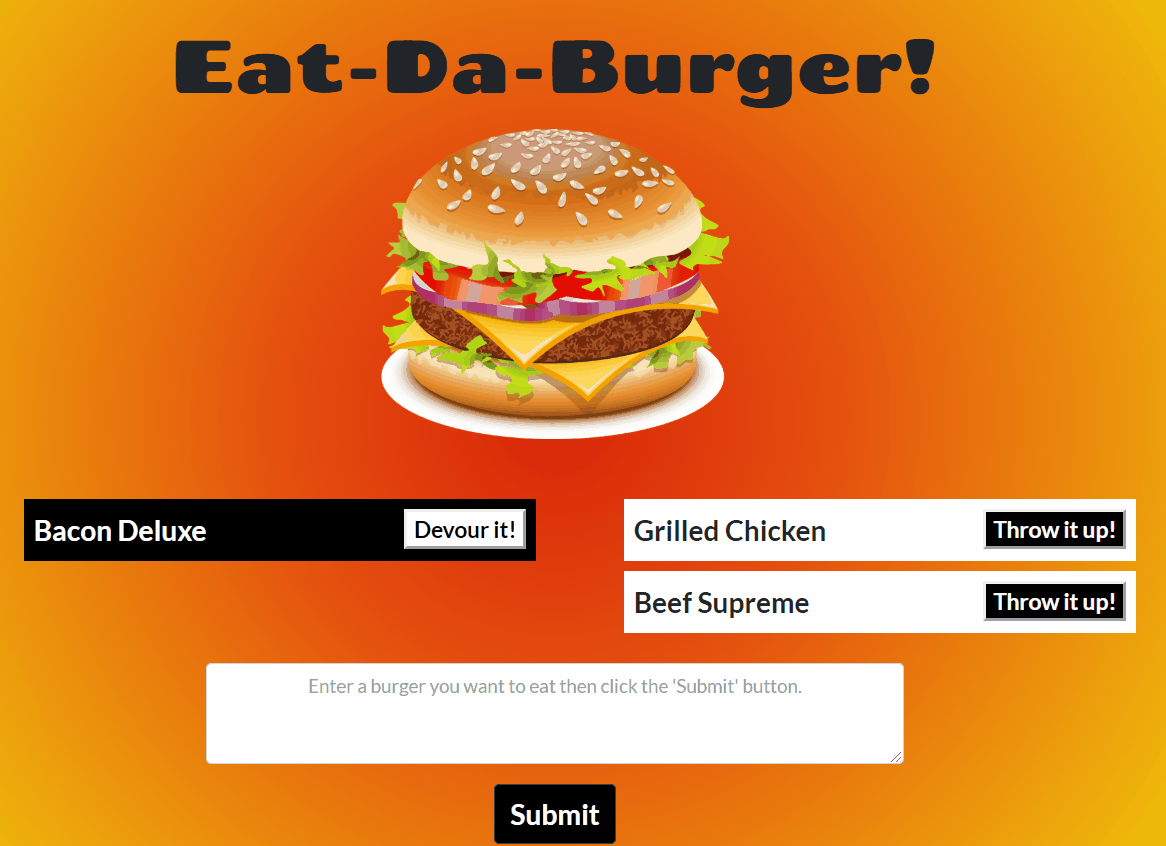 Eat-Da-Burger!
Bacon Deluxe
Devour it!
Grilled Chicken
Throw it up!
Beef Supreme
Throw it up!
Enter a burger you want to eat then click the 'Submit' button.
Submit